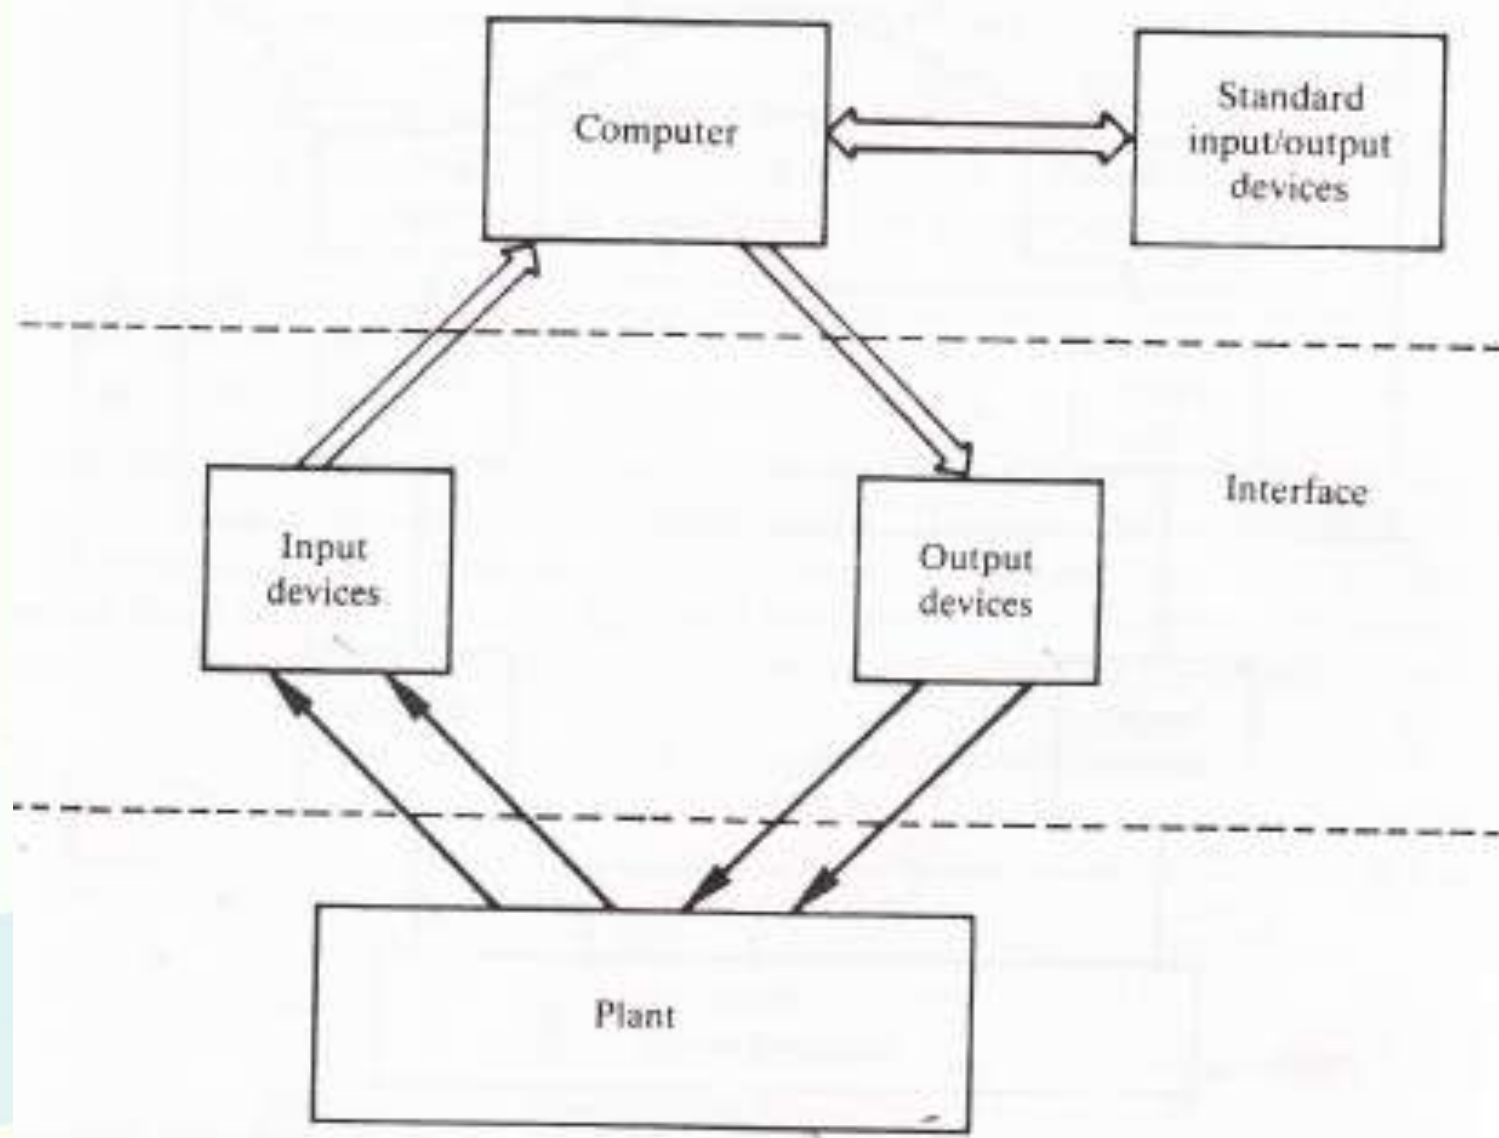 Computer
Standard
input/output
devices
Interface
Input
devices
Output
devices
Plant